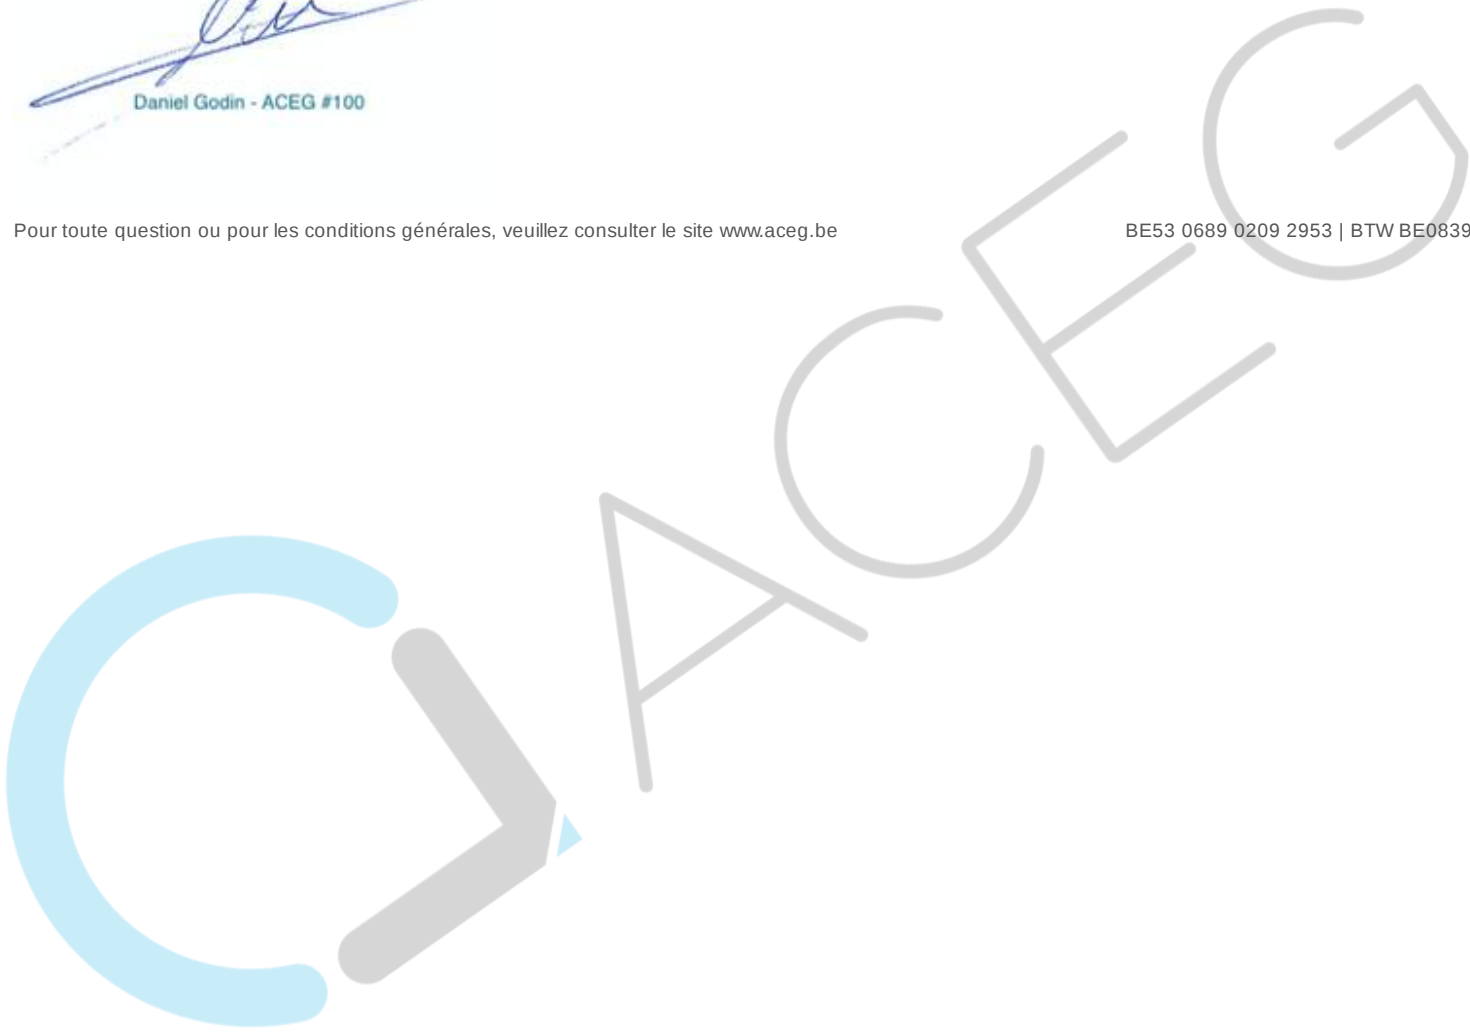 Daniel Godin - ACEG #100
Pour toute question ou pour les conditions générales, veuillez consulter le site www.aceg.be BE53 0689 0209 2953 | BTW BE0839
ACEG